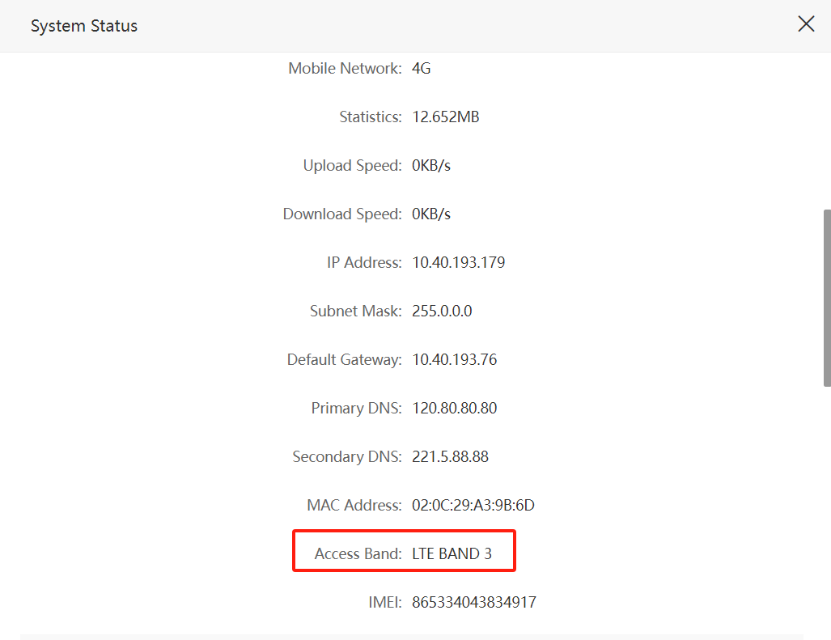 System Status
Mobile Network: 4G
Statistics: 12.652MB
Upload Speed: 0KB/s
Download Speed: 0KB/s
IP Address: 10.40.193.179
Subnet Mask: 255.0.0.0
Default Gateway: 10.40.193.76
Primary DNS: 120.80.80.80
Secondary DNS: 221.5.88.88
MAC Address: 02:0C:29:A3:9B:6D
Access Band: LTE BAND 3
IMEI: 865334043834917